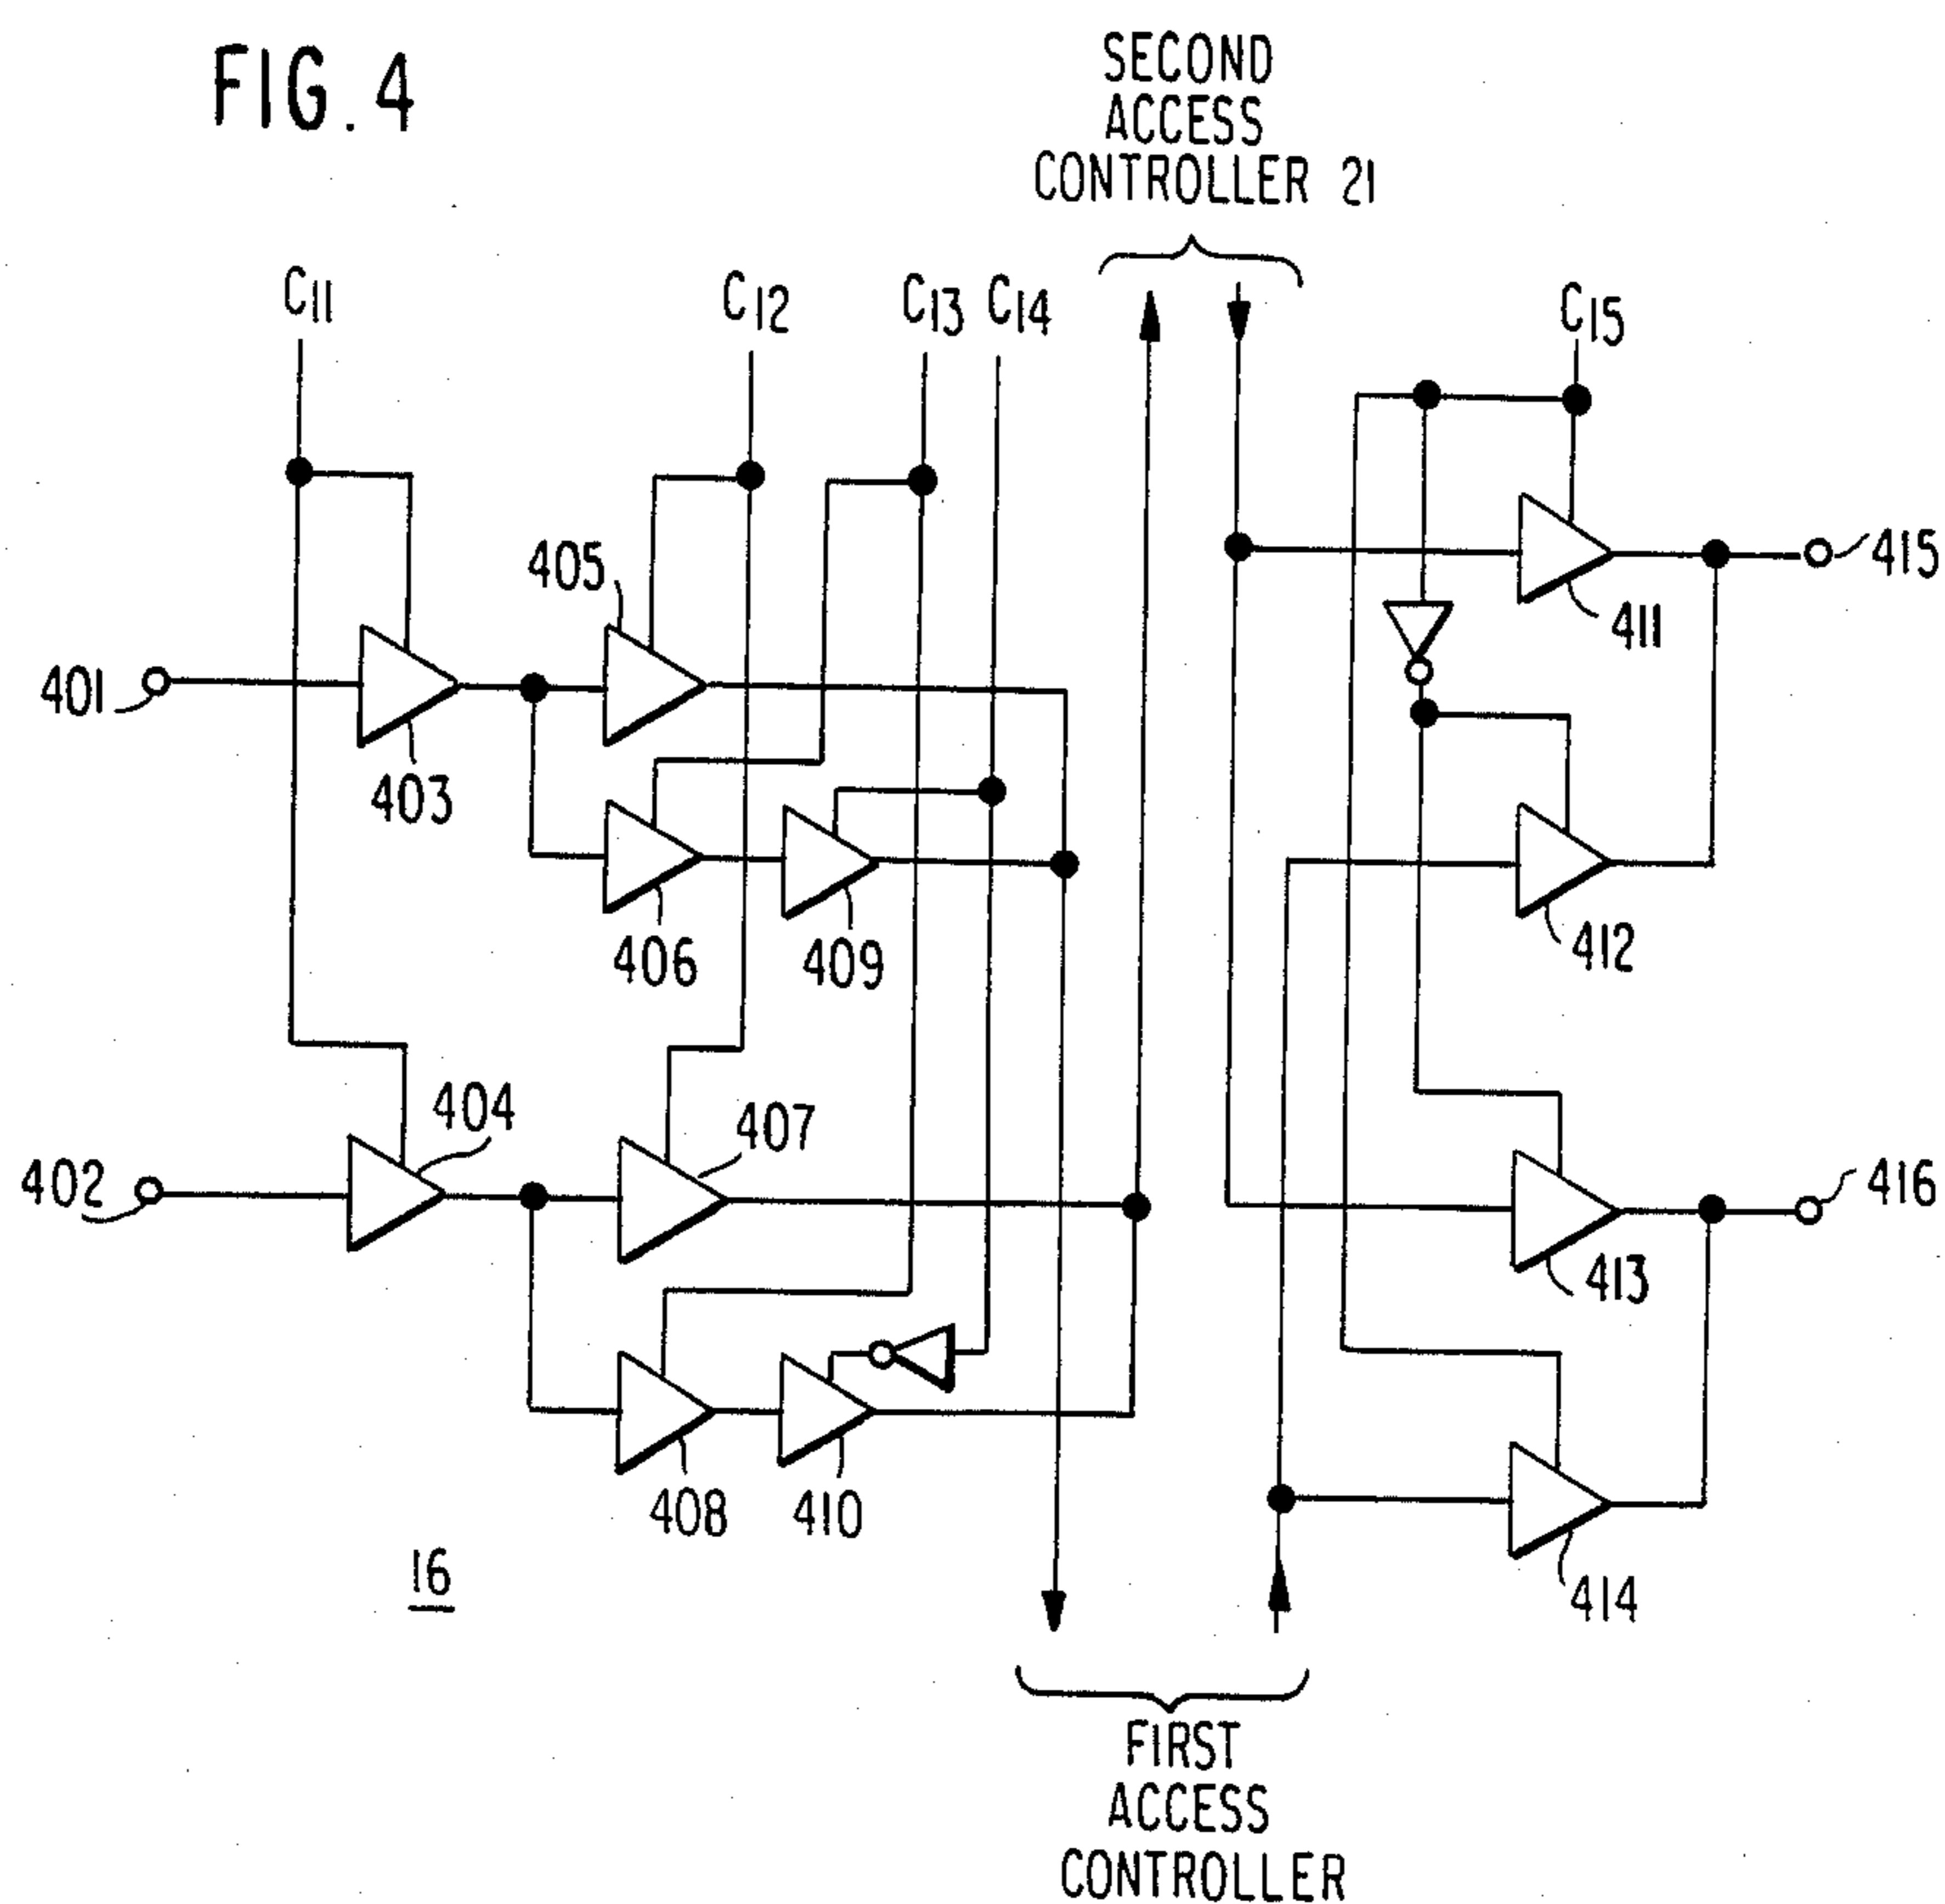 FIG. 4
SECOND
ACCESS
CONTROLLER 21
C11
C12
C13
C14
C15
405
415
411
401
403
406
409
412
404
407
402
416
413
408
410
414
16
FIRST
ACCESS
CONTROLLER